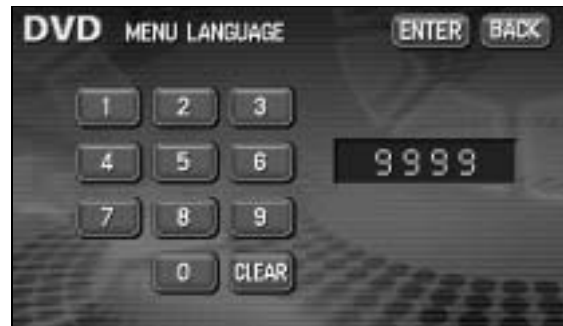 DVD MENU LANGUAGE ENTER BACK
1 2 3
4 5 6 9999
7 8 9
0 CLEAR